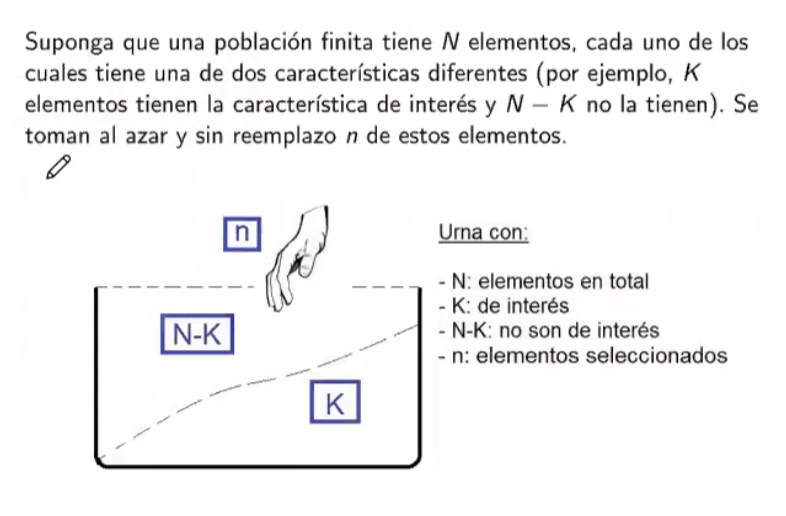 Suponga que una población finita tiene N elementos, cada uno de los
cuales tiene una de dos características diferentes (por ejemplo, K
elementos tienen la característica de interés y N − K no la tienen). Se
toman al azar y sin reemplazo n de estos elementos.
n
Urna con:
- N: elementos en total
- K: de interés
N-K
- N-K: no son de interés
- n: elementos seleccionados
K